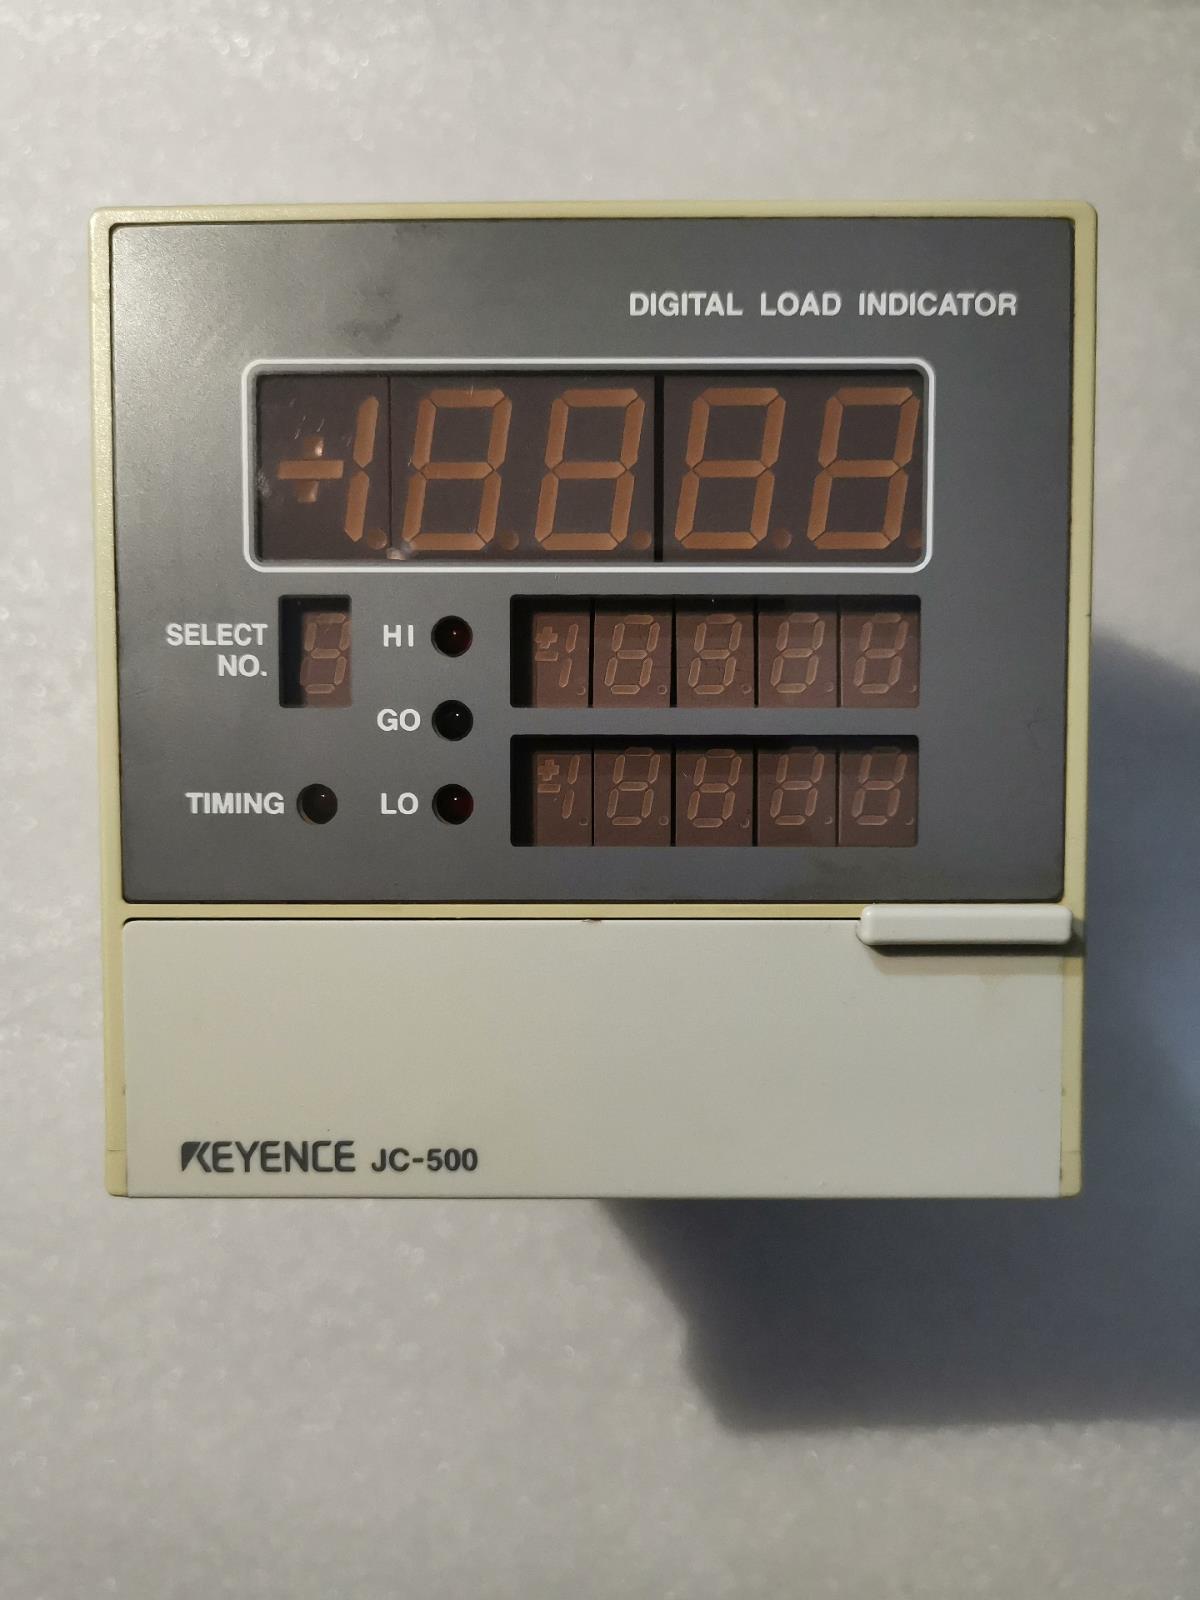 DIGITAL LOAD INDICATOR
SELECT
NO.
HI
GO
TIMING
LO
KEYENCE JC-500